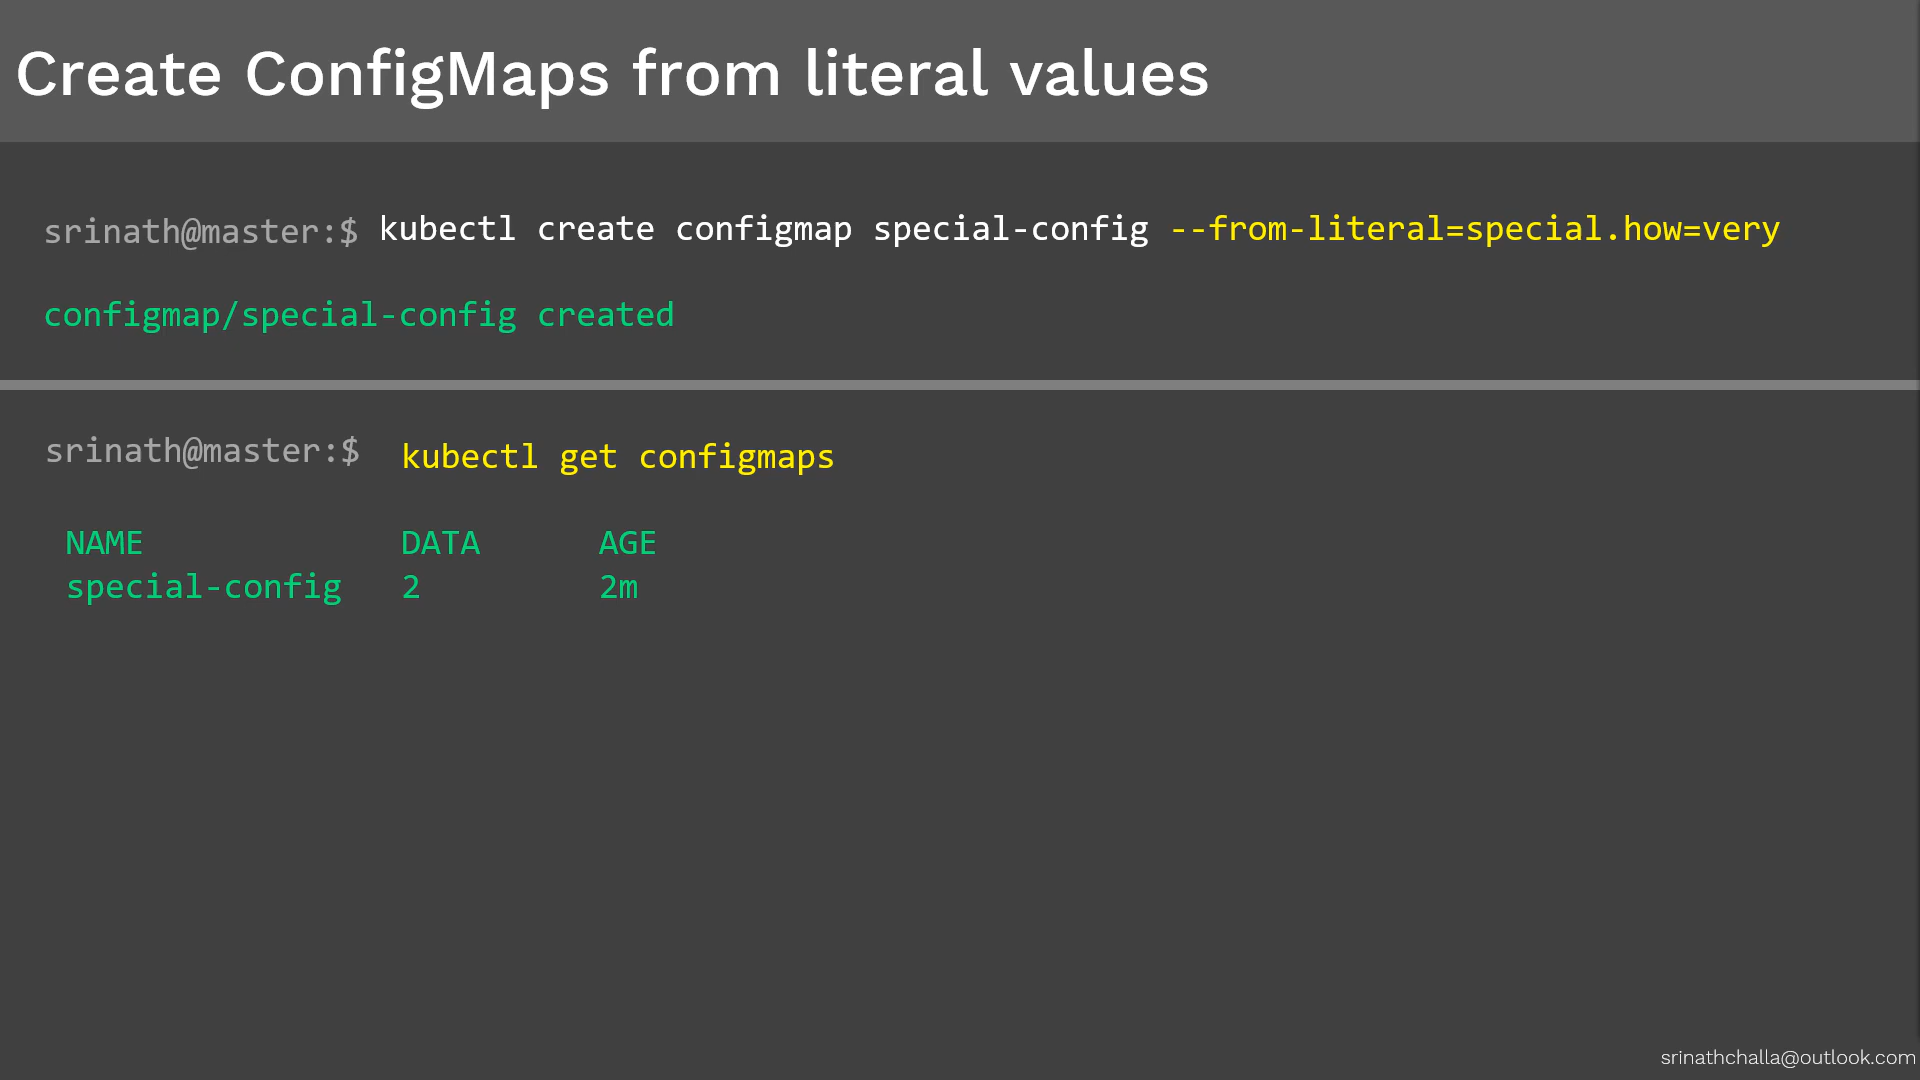 Create ConfigMaps from literal values
srinath@master:$ kubectl create configmap special-config --from-literal=special.how=very
configmap/special-config created
srinath@master:$ kubectl get configmaps
NAME DATA AGE
special-config 2 2m
srinathchalla@outlook.com